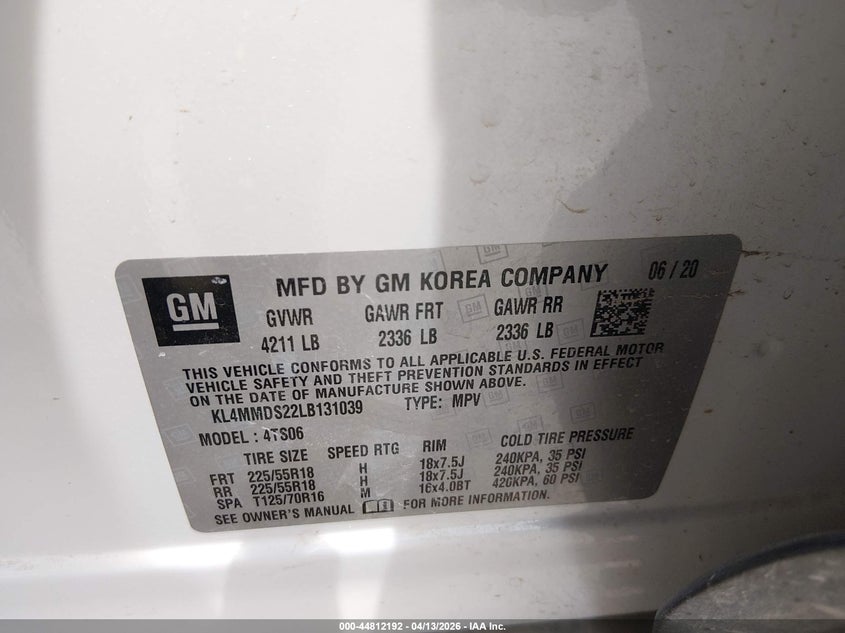 GM
MFD BY GM KOREA COMPANY 06 / 20
GVWR GAWR FRT GAWR RR
4211 LB 2336 LB 2336 LB
THIS VEHICLE CONFORMS TO ALL APPLICABLE U.S. FEDERAL MOTOR
VEHICLE SAFETY AND THEFT PREVENTION STANDARDS IN EFFECT
ON THE DATE OF MANUFACTURE SHOWN ABOVE.
KL4MMDS22LB131039 TYPE: MPV
MODEL : 4TS06
TIRE SIZE SPEED RTG RIM COLD TIRE PRESSURE
FRT 225/55R18 H 18x7.5J 240KPA, 35 PSI
RR 225/55R18 H 18x7.5J 240KPA, 35 PSI
SPA T125/70R16 M 16x4.0BT 420KPA, 60 PSI
SEE OWNER'S MANUAL FOR MORE INFORMATION.
000-44812192 - 04/13/2026 - IAA Inc.